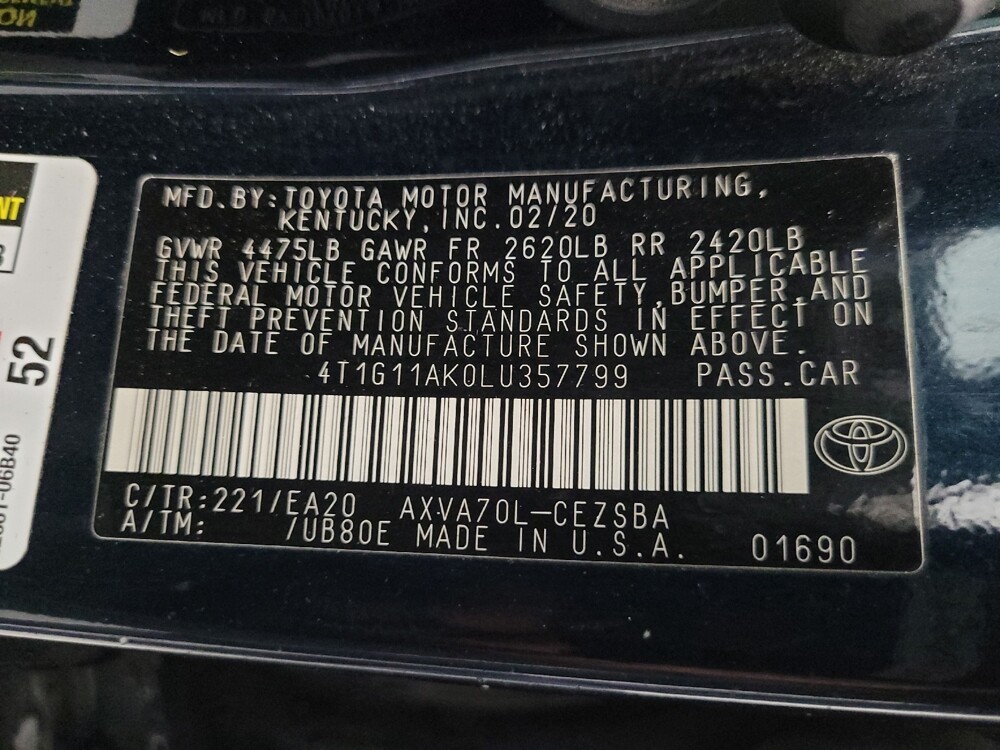 NT
52
06B40
MFD.BY:TOYOTA MOTOR MANUFACTURING,
KENTUCKY,INC.02/20
GVWR 4475LB GAWR FR 2620LB RR 2420LB
THIS VEHICLE CONFORMS TO ALL APPLICABLE
FEDERAL MOTOR VEHICLE SAFETY,BUMPER,AND
THEFT PREVENTION STANDARDS IN EFFECT ON
THE DATE OF MANUFACTURE SHOWN ABOVE.
4T1G11AK0LU357799 PASS.CAR
C/TR:221/EA20 AXVA70L-CEZSBA
A/TM: /UB80E MADE IN U.S.A. 01690